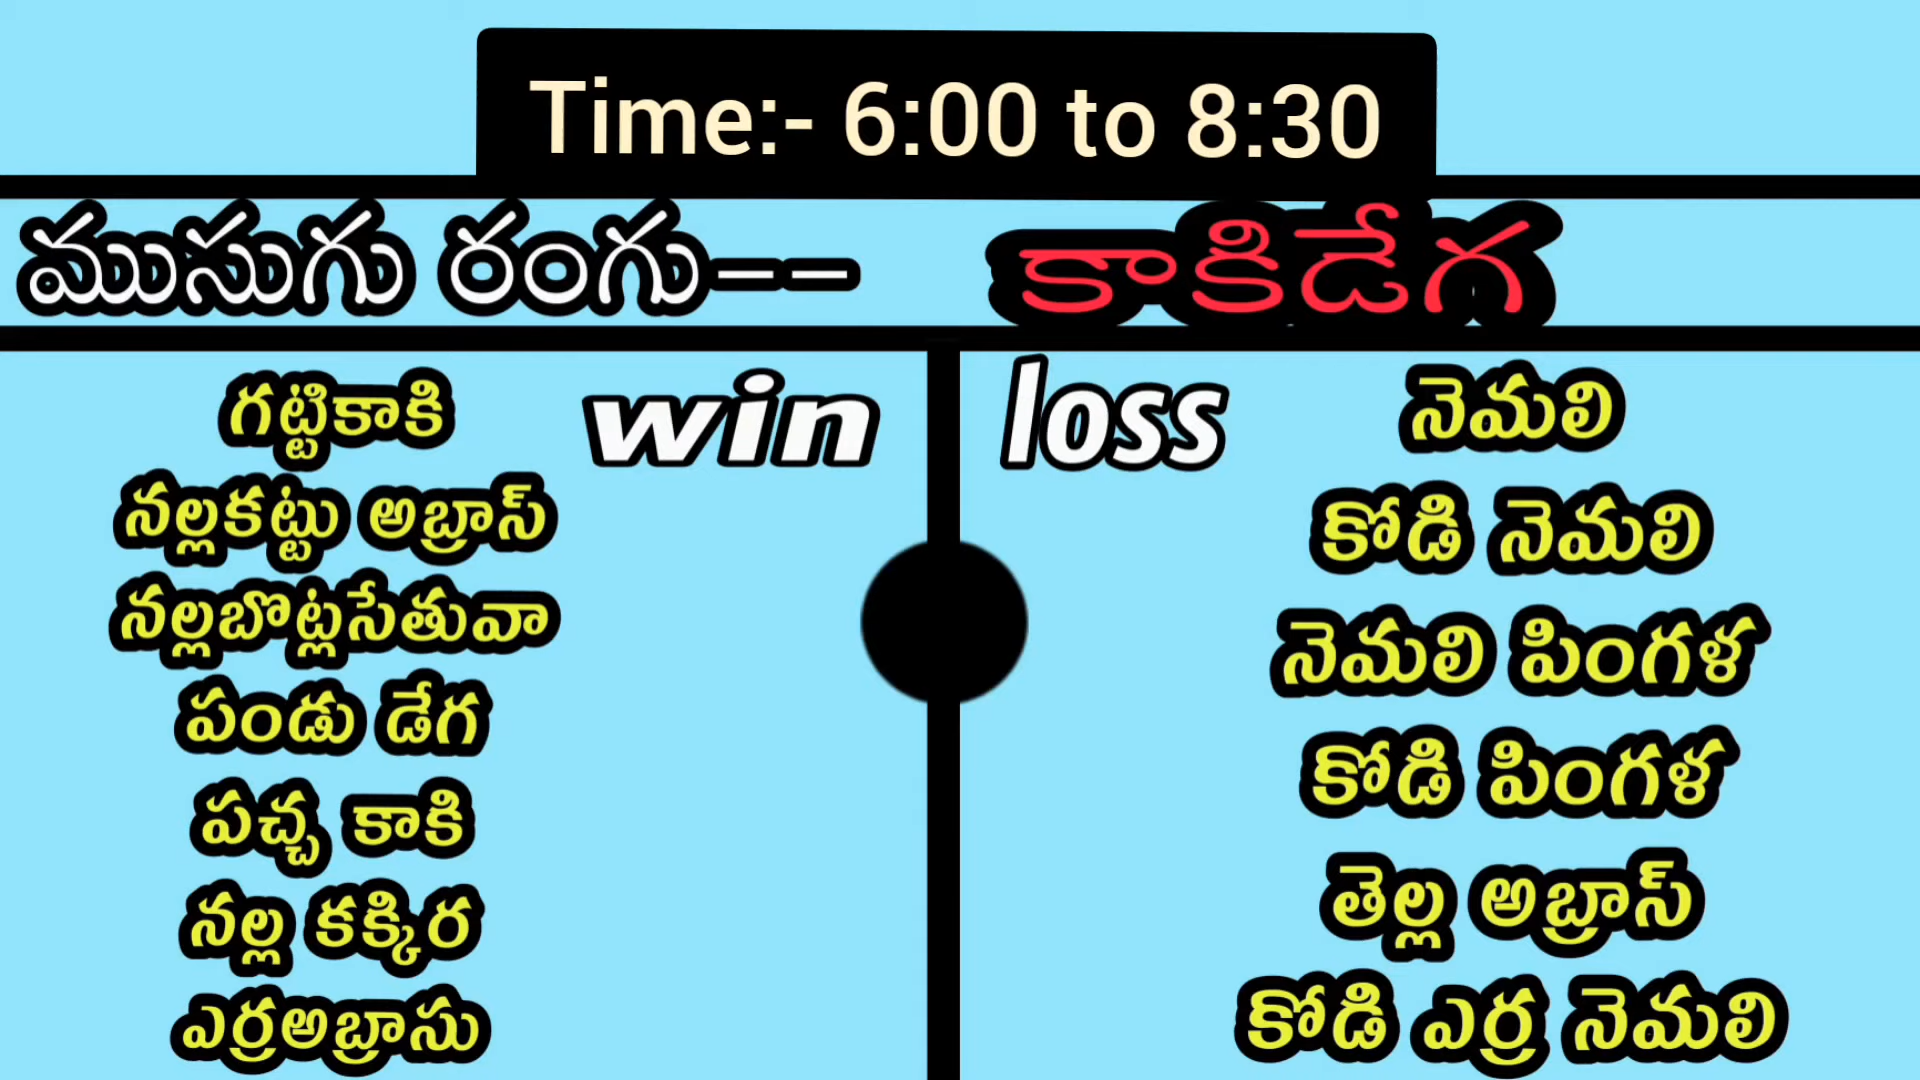 Time:- 6:00 to 8:30
ముసుగు రంగు-- కాకిడేగ
win loss
గట్టికాకి
నల్లకట్టు అబ్రాస్
నల్లబొట్లసేతువా
పండు డేగ
పచ్చ కాకి
నల్ల కక్కిర
ఎర్రఅబ్రాసు
నెమలి
కోడి నెమలి
నెమలి పింగళ
కోడి పింగళ
తెల్ల అబ్రాస్
కోడి ఎర్ర నెమలి